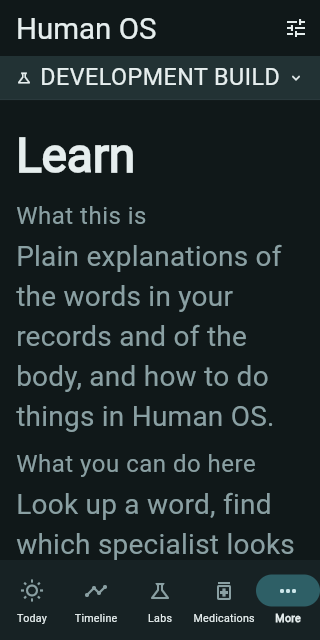 Human OS
DEVELOPMENT BUILD
Learn
What this is
Plain explanations of
the words in your
records and of the
body, and how to do
things in Human OS.
What you can do here
Look up a word, find
which specialist looks
Today
Timeline
Labs
Medications
More